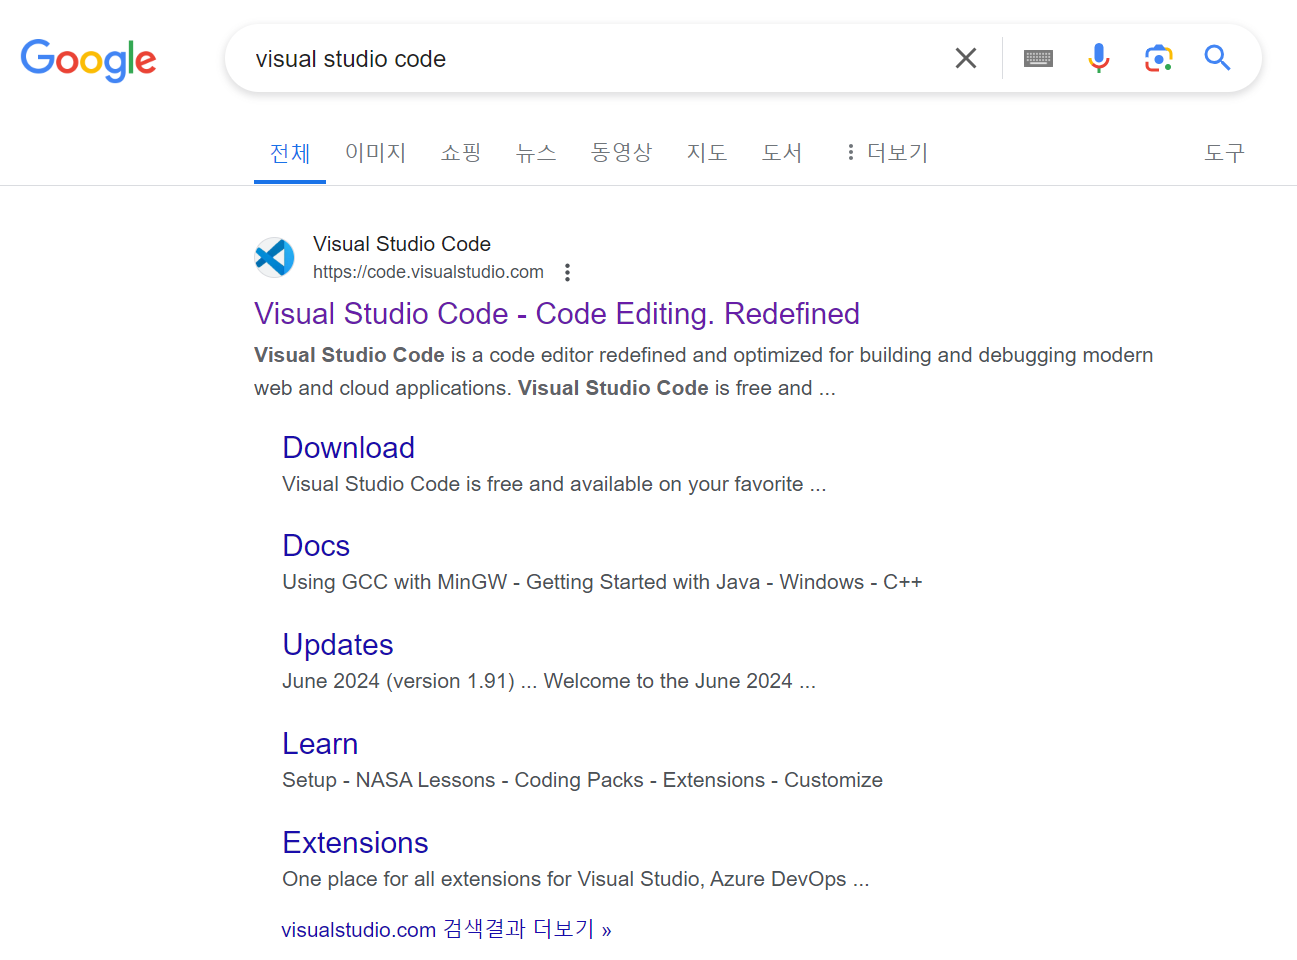 Google
visual studio code
전체 이미지 쇼핑 뉴스 동영상 지도 도서 더보기 도구
Visual Studio Code
https://code.visualstudio.com
Visual Studio Code - Code Editing. Redefined
Visual Studio Code is a code editor redefined and optimized for building and debugging modern
web and cloud applications. Visual Studio Code is free and ...
Download
Visual Studio Code is free and available on your favorite ...
Docs
Using GCC with MinGW - Getting Started with Java - Windows - C++
Updates
June 2024 (version 1.91) ... Welcome to the June 2024 ...
Learn
Setup - NASA Lessons - Coding Packs - Extensions - Customize
Extensions
One place for all extensions for Visual Studio, Azure DevOps ...
visualstudio.com 검색결과 더보기 »